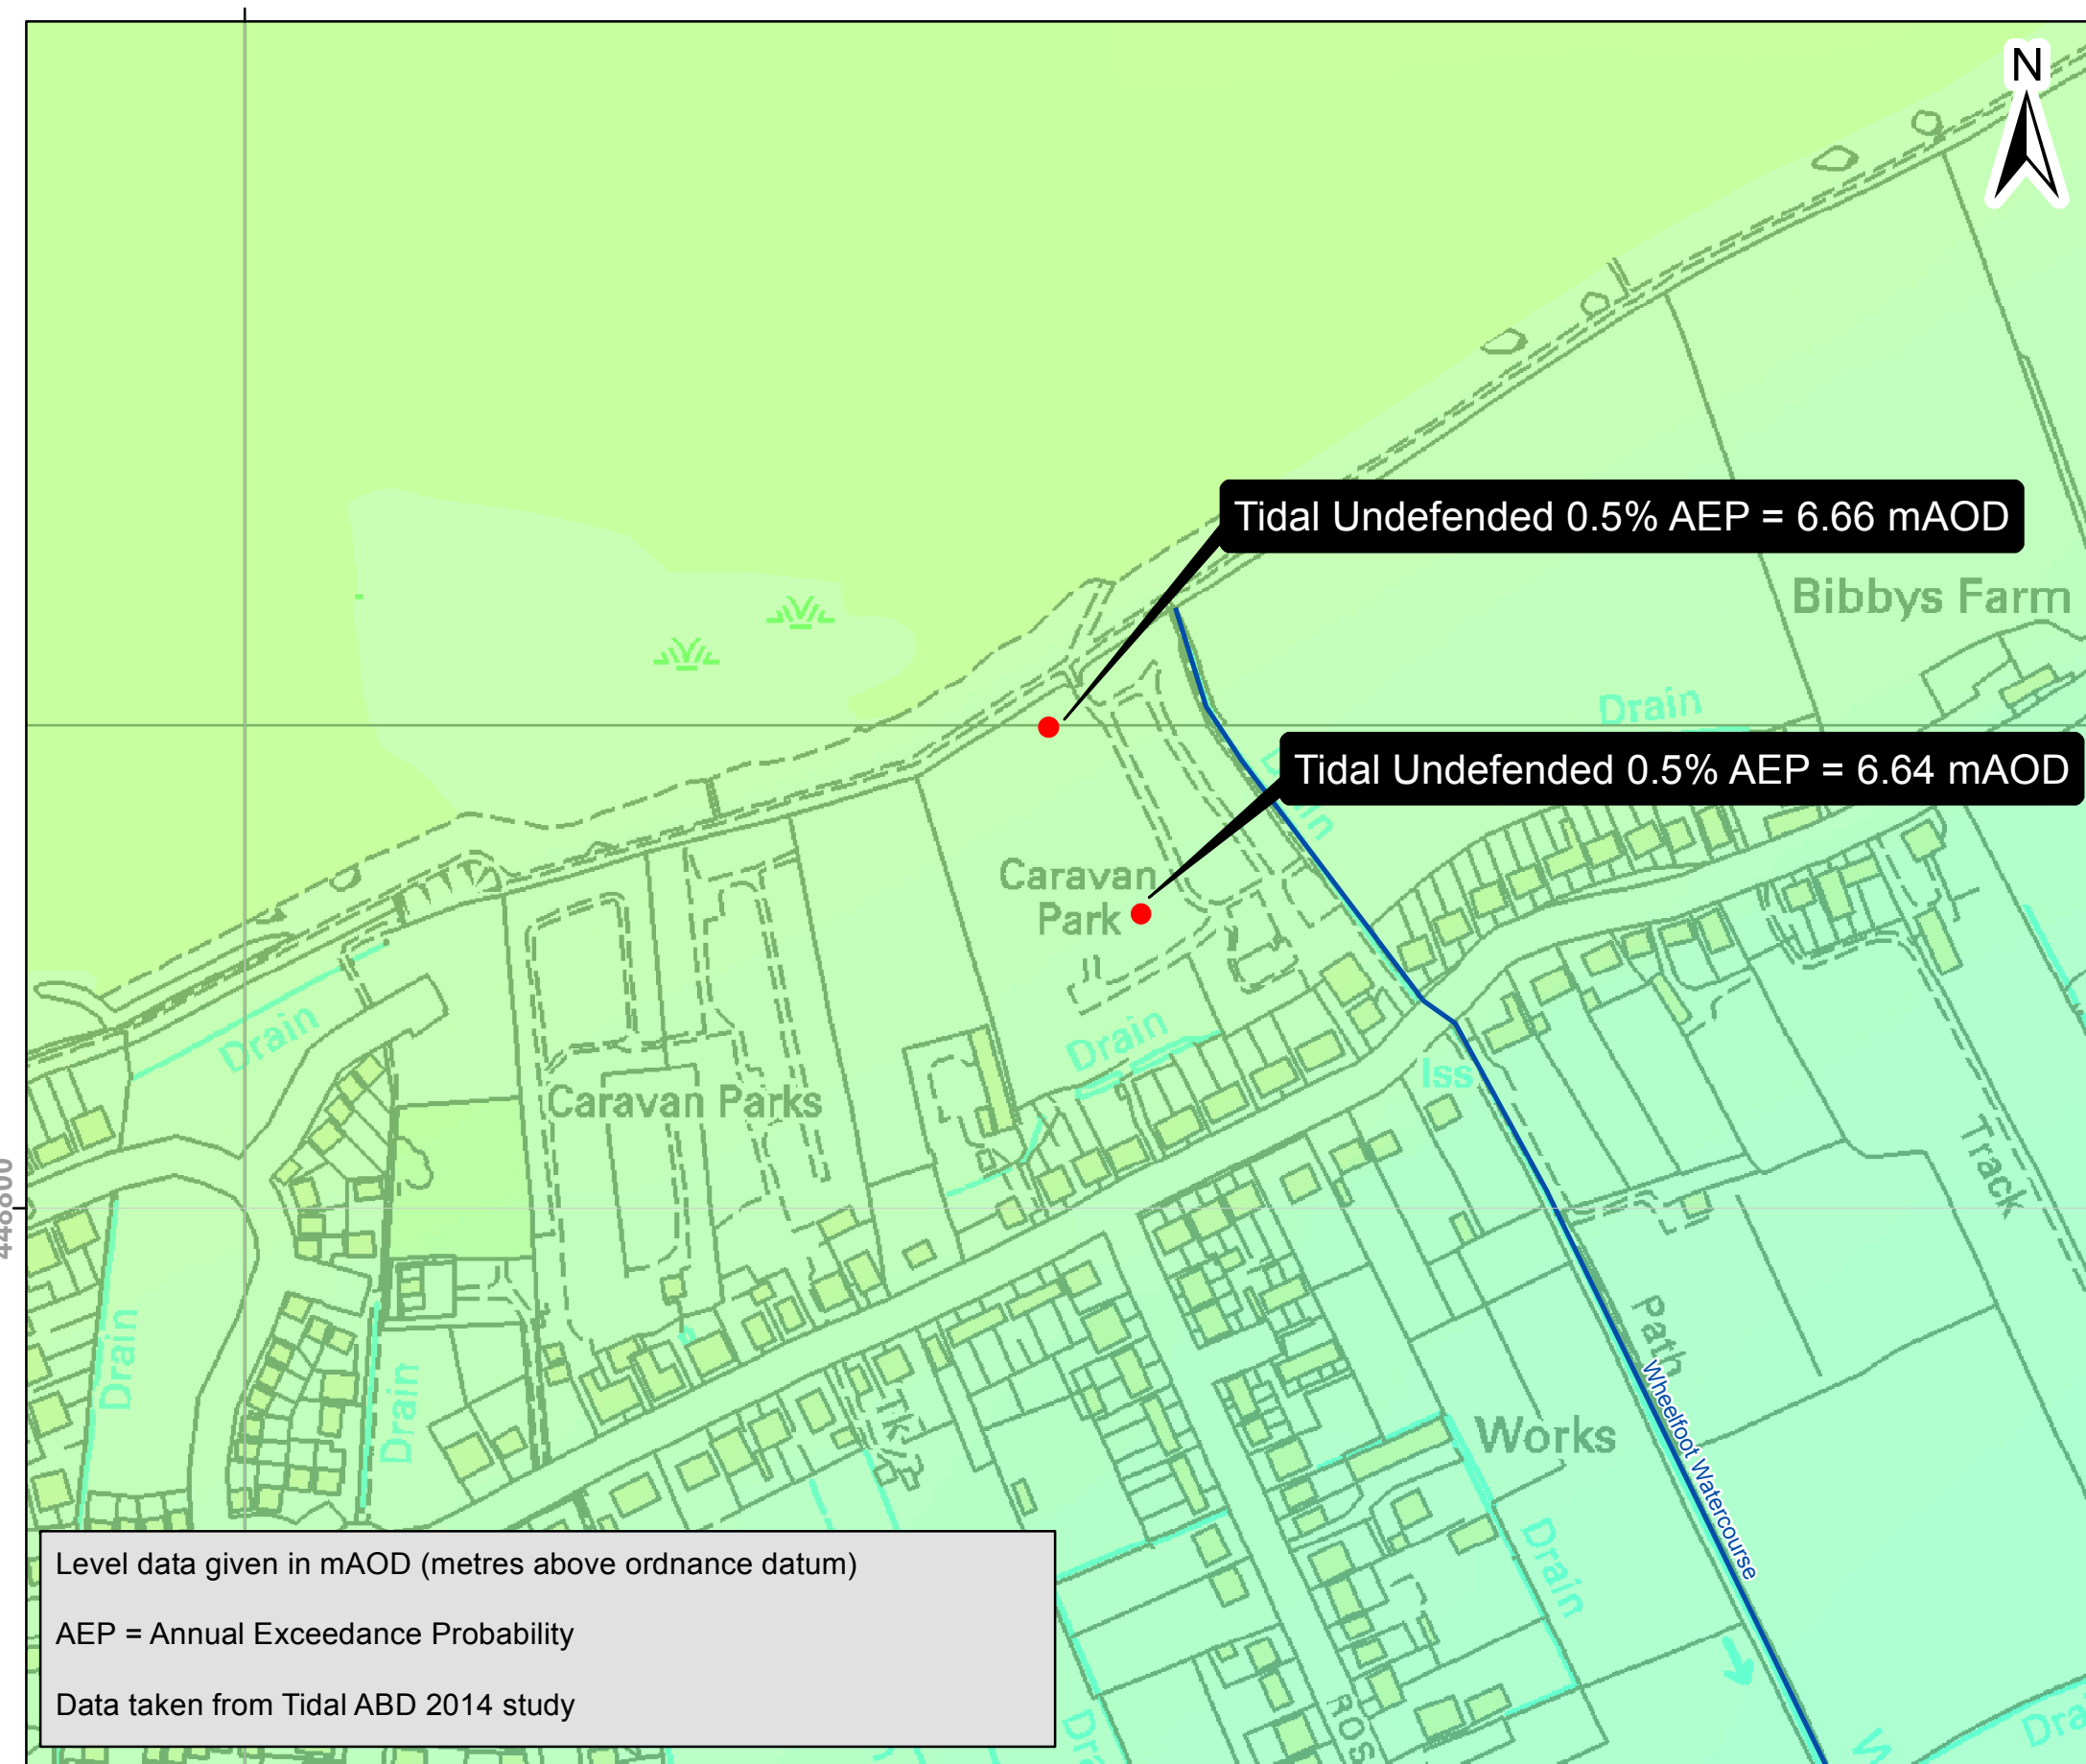 N
Tidal Undefended 0.5% AEP = 6.66 mAOD
Bibbys Farm
Drain
Tidal Undefended 0.5% AEP = 6.64 mAOD
Caravan
Park
Drain
Drain
Iss
Caravan Parks
Track
448800
Path
Drain
Drain
Trk
Wheelfoot Watercourse
Works
Drain
Level data given in mAOD (metres above ordnance datum)
AEP = Annual Exceedance Probability
Data taken from Tidal ABD 2014 study